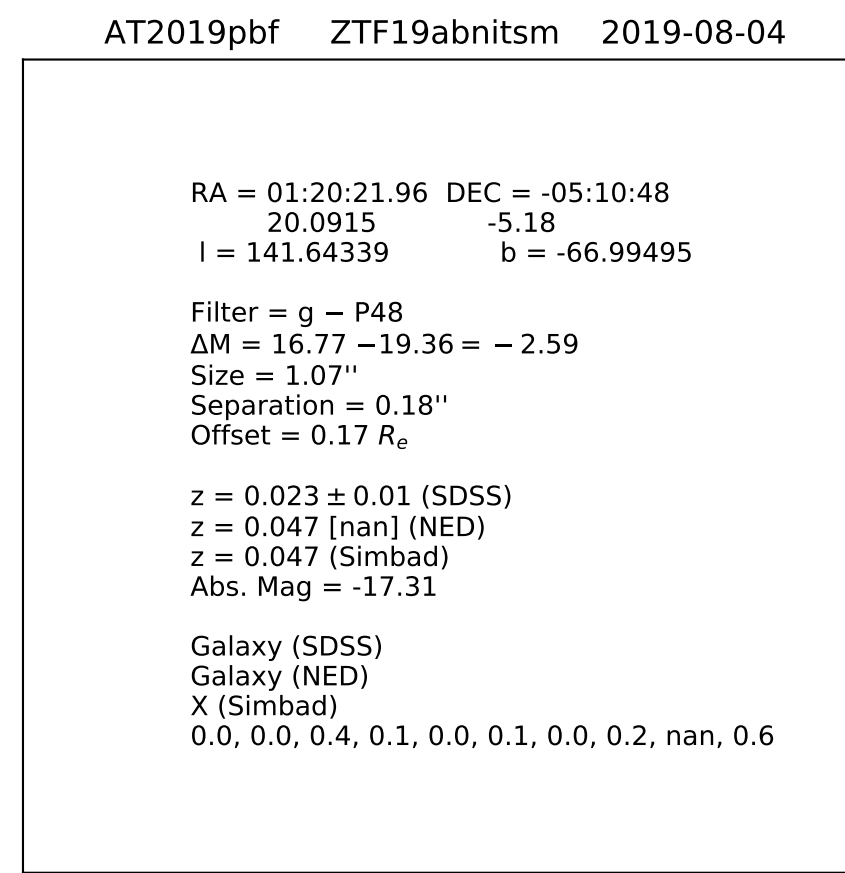 AT2019pbf ZTF19abnitsm 2019-08-04
RA = 01:20:21.96 DEC = -05:10:48
20.0915 -5.18
l = 141.64339 b = -66.99495
Filter = g − P48
ΔM = 16.77 −19.36 = − 2.59
Size = 1.07''
Separation = 0.18''
Offset = 0.17 Rₑ
z = 0.023 ± 0.01 (SDSS)
z = 0.047 [nan] (NED)
z = 0.047 (Simbad)
Abs. Mag = -17.31
Galaxy (SDSS)
Galaxy (NED)
X (Simbad)
0.0, 0.0, 0.4, 0.1, 0.0, 0.1, 0.0, 0.2, nan, 0.6